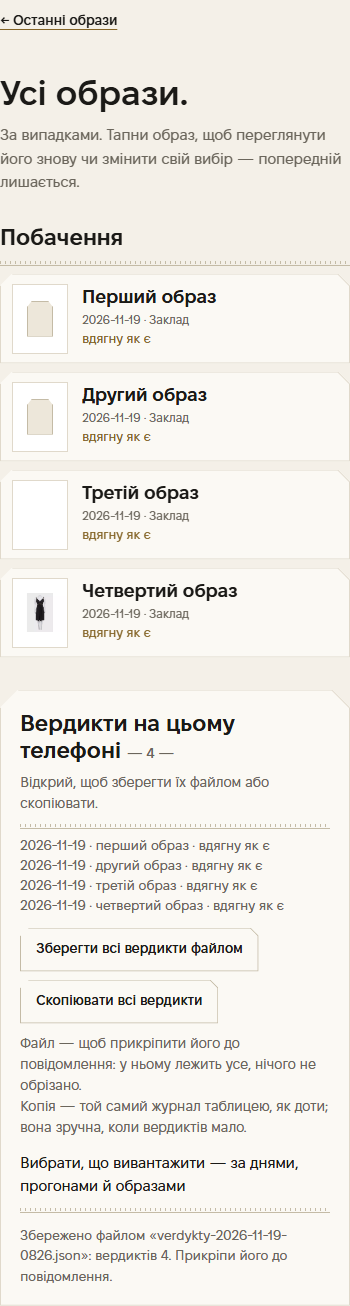 ← Останні образи
Усі образи.
За випадками. Тапни образ, щоб переглянути
його знову чи змінити свій вибір — попередній
лишається.
Побачення
Перший образ
2026-11-19 · Заклад
вдягну як є
Другий образ
2026-11-19 · Заклад
вдягну як є
Третій образ
2026-11-19 · Заклад
вдягну як є
Четвертий образ
2026-11-19 · Заклад
вдягну як є
Вердикти на цьому
телефоні — 4 —
Відкрий, щоб зберегти їх файлом або
скопіювати.
2026-11-19 · перший образ · вдягну як є
2026-11-19 · другий образ · вдягну як є
2026-11-19 · третій образ · вдягну як є
2026-11-19 · четвертий образ · вдягну як є
Зберегти всі вердикти файлом
Скопіювати всі вердикти
Файл — щоб прикріпити його до
повідомлення: у ньому лежить усе, нічого не
обрізано.
Копія — той самий журнал таблицею, як доти;
вона зручна, коли вердиктів мало.
Вибрати, що вивантажити — за днями,
прогонами й образами
Збережено файлом «verdykty-2026-11-19-
0826.json»: вердиктів 4. Прикріпи його до
повідомлення.